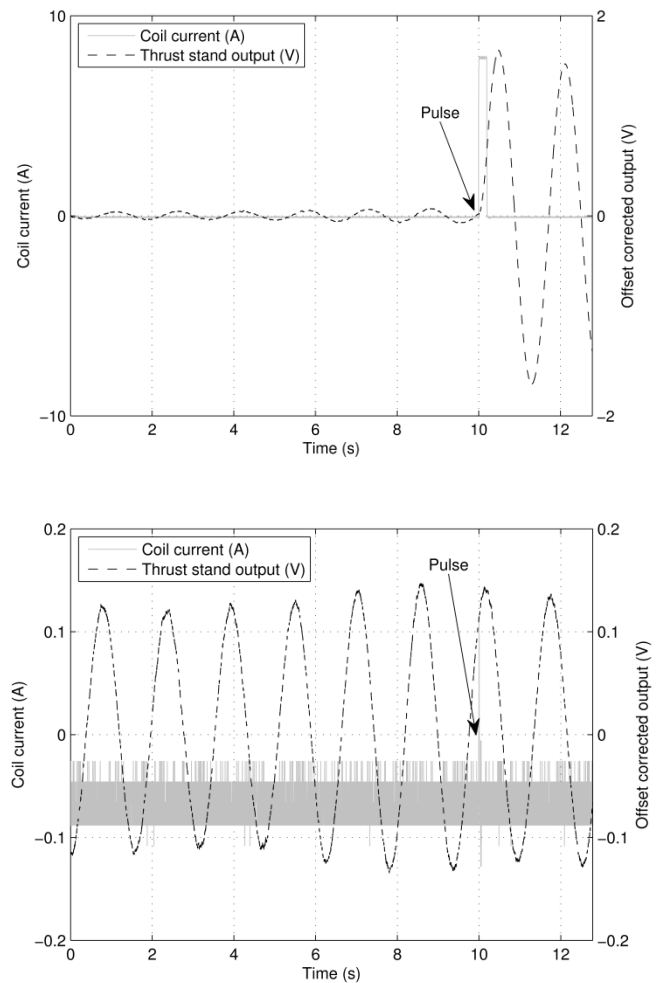 10
2
Coil current (A)
Thrust stand output (V)
Pulse
1
0
0
−1
−10
−2
0
2
4
6
8
10
12
Coil current (A)
Offset corrected output (V)
Time (s)
0.2
0.2
Coil current (A)
Thrust stand output (V)
Pulse
0.1
0.1
0
0
−0.1
−0.1
−0.2
−0.2
0
2
4
6
8
10
12
Coil current (A)
Offset corrected output (V)
Time (s)